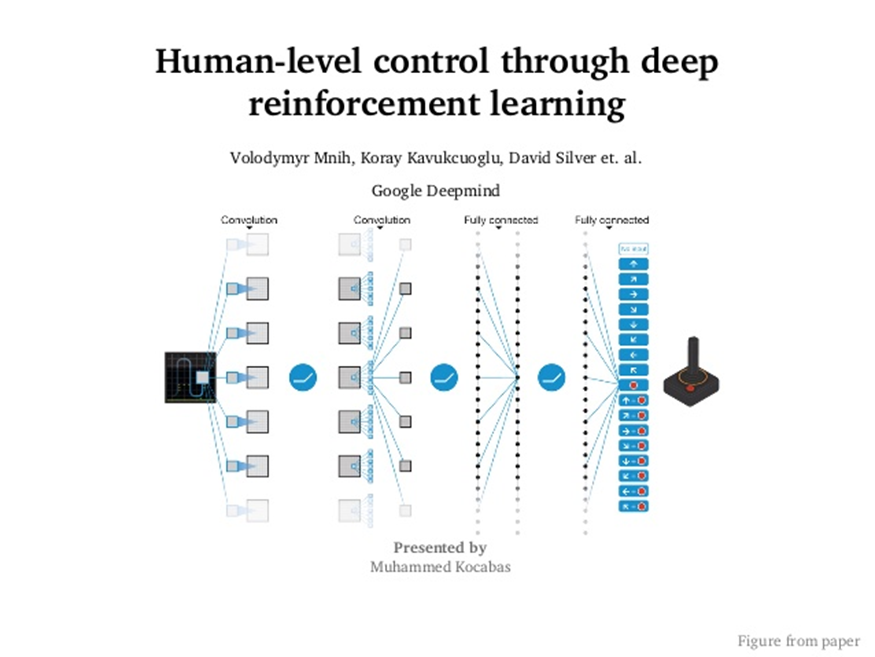 Human-level control through deep
reinforcement learning
Volodymyr Mnih, Koray Kavukcuoglu, David Silver et. al.
Google Deepmind
Convolution Convolution Fully connected Fully connected
No input
Presented by
Muhammed Kocabas
Figure from paper